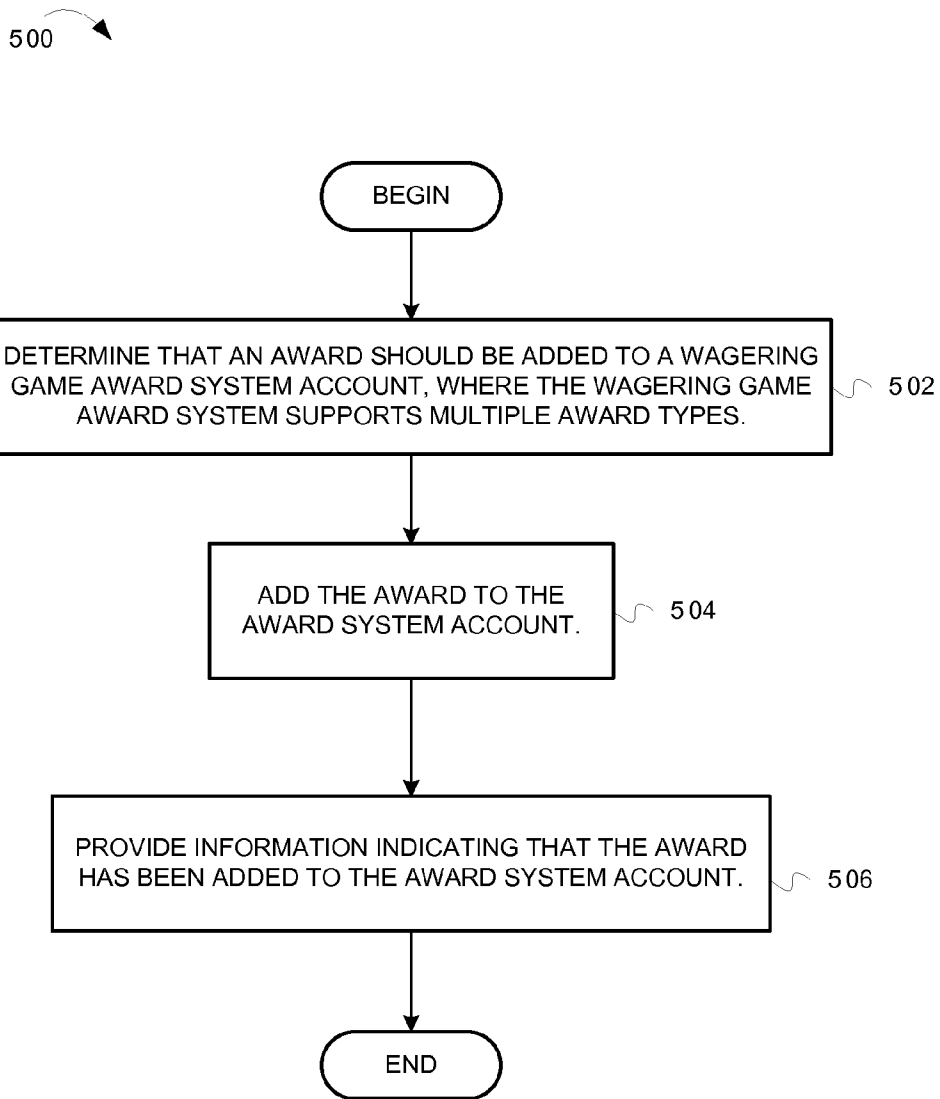 500
BEGIN
DETERMINE THAT AN AWARD SHOULD BE ADDED TO A WAGERING
GAME AWARD SYSTEM ACCOUNT, WHERE THE WAGERING GAME
AWARD SYSTEM SUPPORTS MULTIPLE AWARD TYPES.
502
ADD THE AWARD TO THE
AWARD SYSTEM ACCOUNT.
504
PROVIDE INFORMATION INDICATING THAT THE AWARD
HAS BEEN ADDED TO THE AWARD SYSTEM ACCOUNT.
506
END